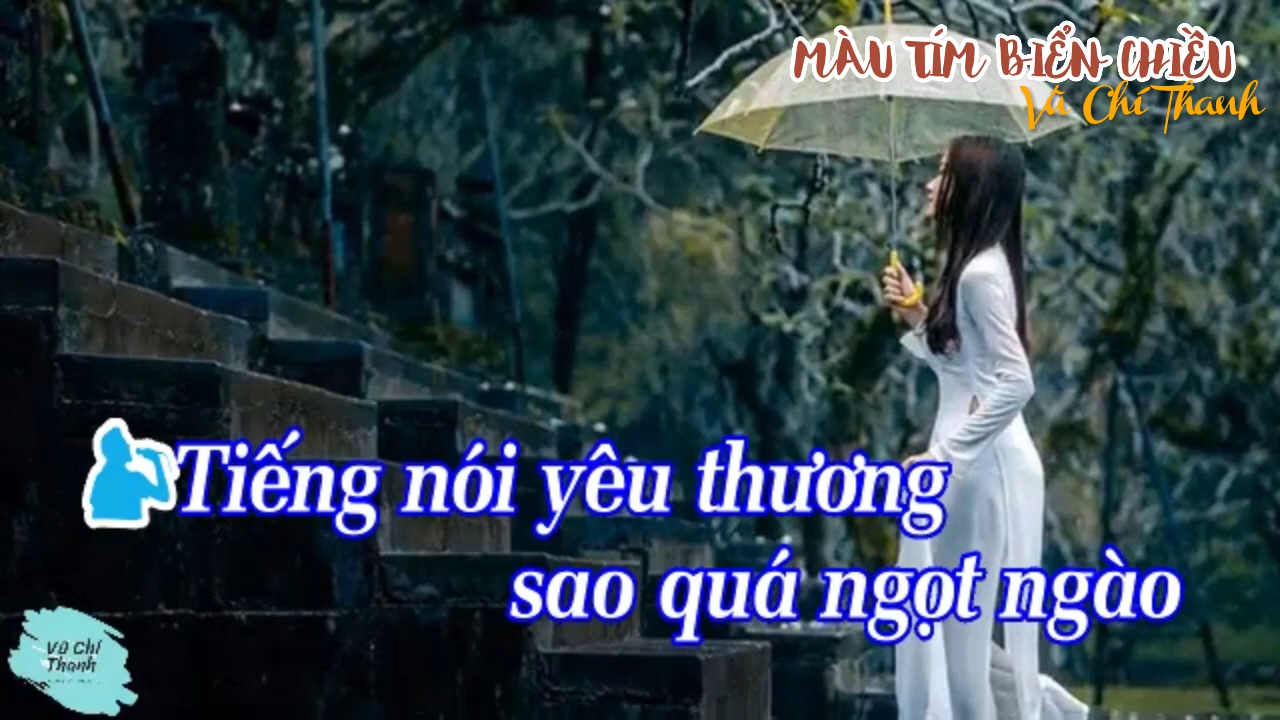 MÀU TÍM BIỂN CHIỀU
Vũ Chí Thanh
Tiếng nói yêu thương
sao quá ngọt ngào
Vũ Chí
Thanh